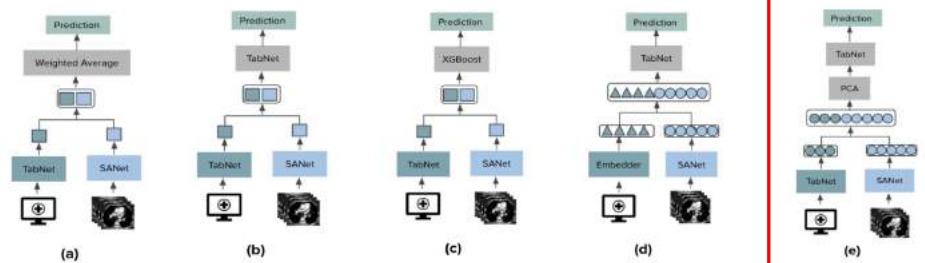 Prediction
Weighted Average
TabNet
SANet
(a)
Prediction
TabNet
TabNet
SANet
(b)
Prediction
XGBoost
TabNet
SANet
(c)
Prediction
TabNet
Embedder
SANet
(d)
Prediction
TabNet
PCA
TabNet
SANet
(e)